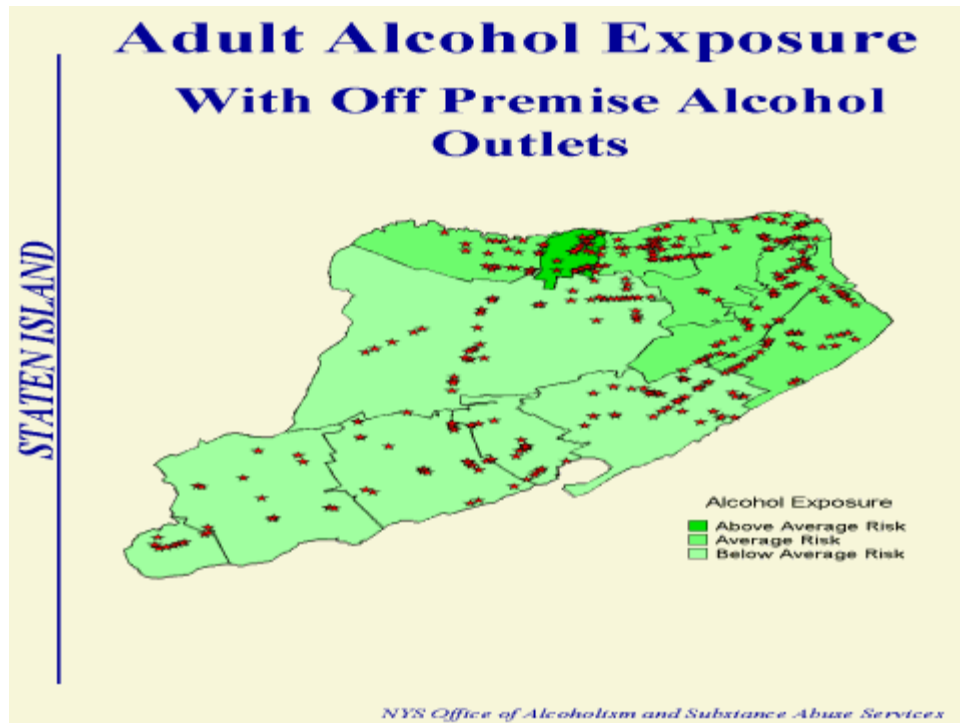 Adult Alcohol Exposure
With Off Premise Alcohol
Outlets
STATEN ISLAND
Alcohol Exposure
Above Average Risk
Average Risk
Below Average Risk
NYS Office of Alcoholism and Substance Abuse Services